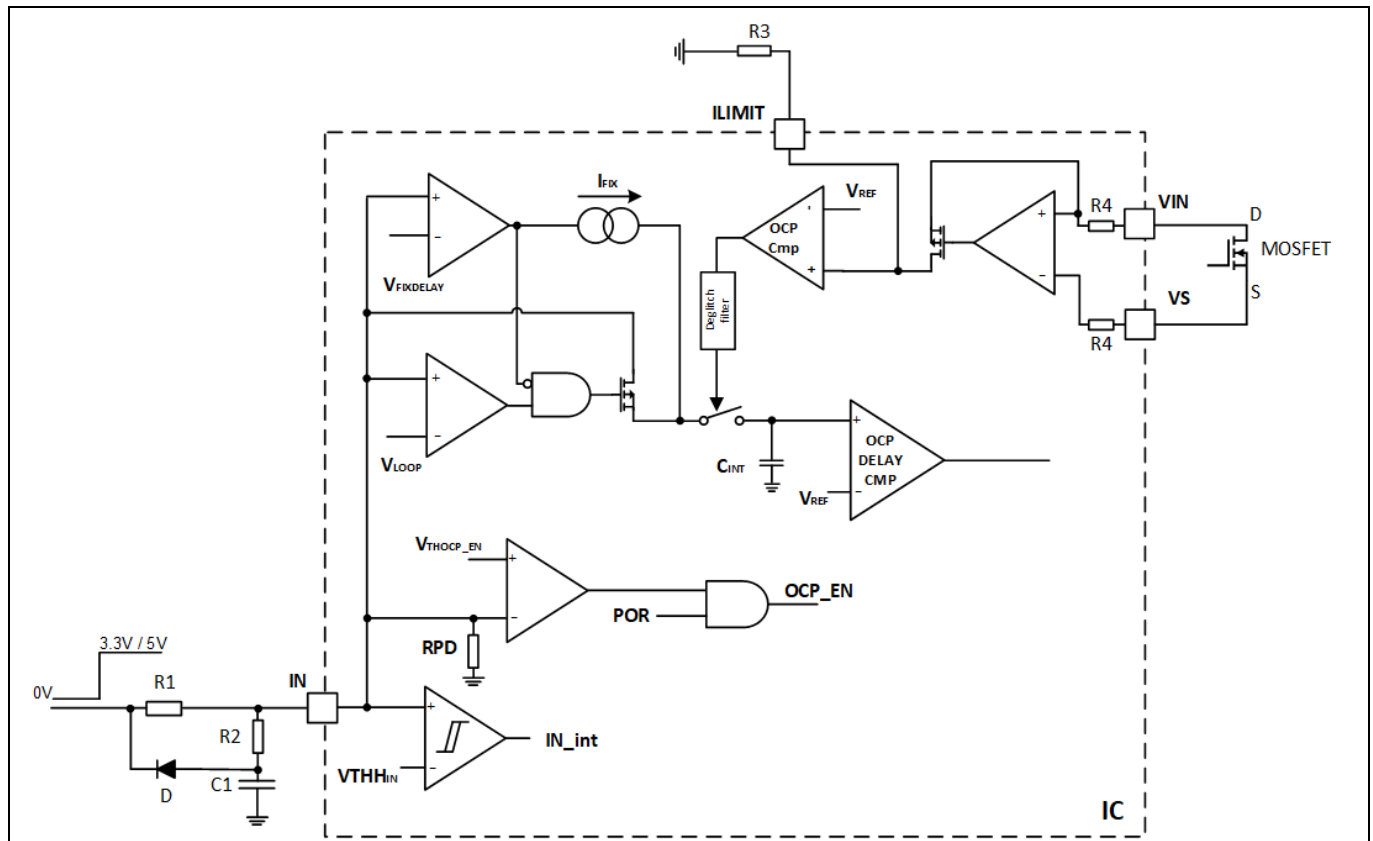 R3
ILIMIT
IFIX
VREF
+
-
VFIXDELAY
OCP
Cmp
'
+
Deglitch
filter
+
-
R4
VIN
D
MOSFET
S
VS
R4
+
-
VLOOP
CINT
+
OCP
DELAY
CMP
-
VREF
VTHOCP_EN
+
-
POR
OCP_EN
RPD
0V
3.3V / 5V
R1
IN
R2
D
C1
+
-
IN_int
VTHHIN
IC